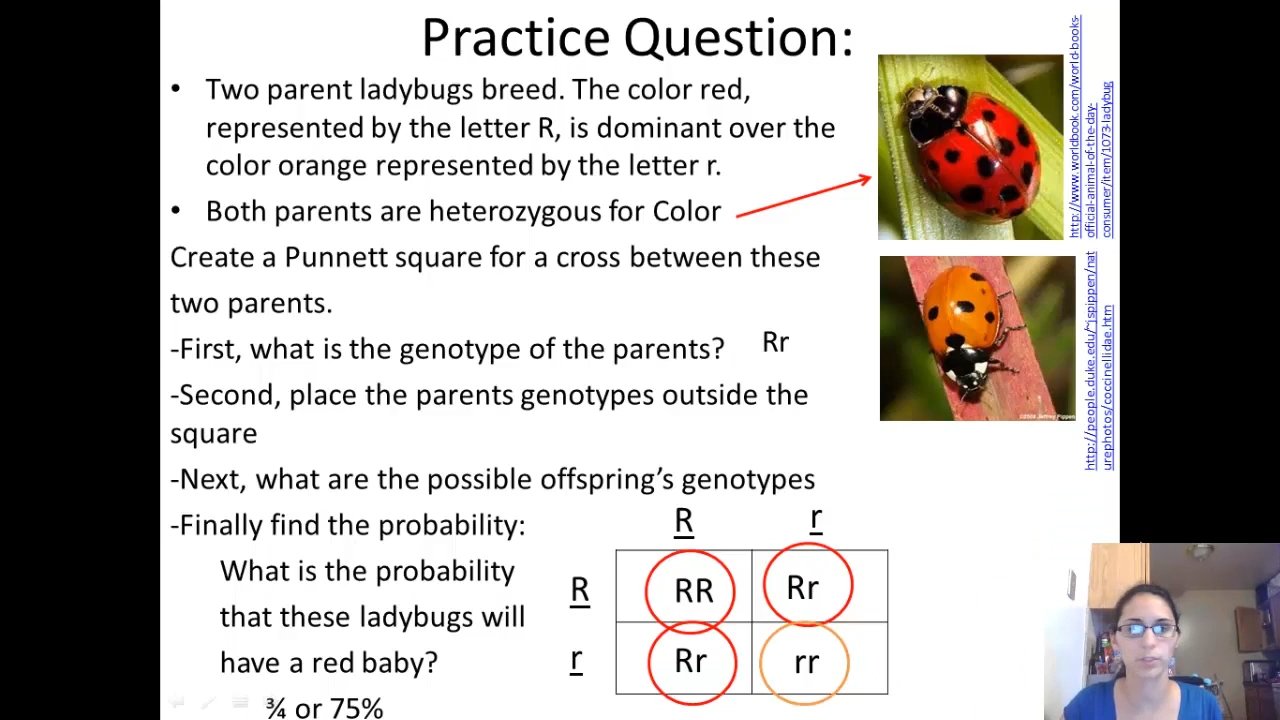 Practice Question:
• Two parent ladybugs breed. The color red,
represented by the letter R, is dominant over the
color orange represented by the letter r.
• Both parents are heterozygous for Color
Create a Punnett square for a cross between these
two parents.
-First, what is the genotype of the parents? Rr
-Second, place the parents genotypes outside the
square
-Next, what are the possible offspring's genotypes
-Finally find the probability:
What is the probability
that these ladybugs will
have a red baby?
¾ or 75%
R r
R RR Rr
r Rr rr
http://www.worldbook.com/world-books-
official-animal-of-the-day-
consumer/item/1073-ladybug
http://people.duke.edu/~jspippen/nat
urephotos/coccinellidae.htm
©2004 Jeffrey Pippen